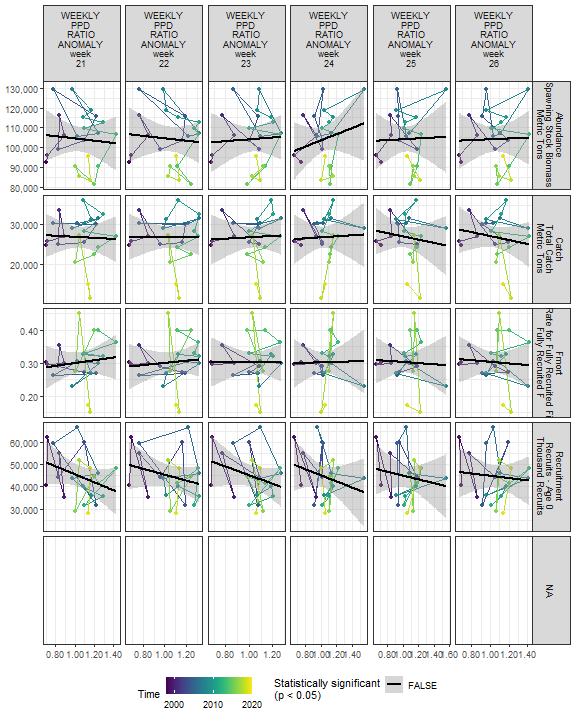 WEEKLY WEEKLY WEEKLY WEEKLY WEEKLY WEEKLY
PPD PPD PPD PPD PPD PPD
RATIO RATIO RATIO RATIO RATIO RATIO
ANOMALY ANOMALY ANOMALY ANOMALY ANOMALY ANOMALY
week week week week week week
21 22 23 24 25 26
130,000
120,000
110,000
100,000
90,000
80,000
Abundance
Spawning Stock Biomass
Metric Tons
30,000
20,000
Catch
Total Catch
Metric Tons
0.40
0.30
0.20
Fmort
Rate for Fully Recruited Fi
Fully Recruited F
60,000
50,000
40,000
30,000
Recruitment
Recruits - Age 0
Thousand Recruits
NA
0.80 1.00 1.20 1.40 0.80 1.00 1.20 0.80 1.00 1.20 0.80 1.00 1.20 1.40 0.80 1.00 1.20 1.40 1.60 0.80 1.00 1.20 1.40
Time
2000 2010 2020
Statistically significant
(p < 0.05)
FALSE